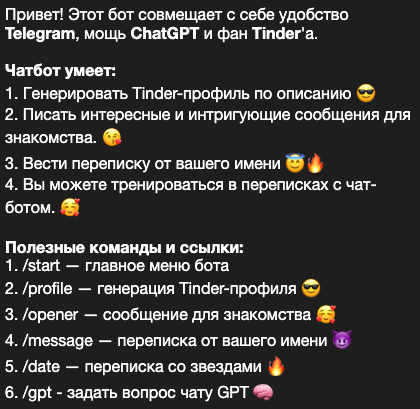 Привет! Этот бот совмещает с себе удобство
Telegram, мощь ChatGPT и фан Tinder'a.
Чатбот умеет:
1. Генерировать Tinder-профиль по описанию 😎
2. Писать интересные и интригующие сообщения для
знакомства. 😘
3. Вести переписку от вашего имени 😇🔥
4. Вы можете тренироваться в переписках с чат-
ботом. 🥰
Полезные команды и ссылки:
1. /start — главное меню бота
2. /profile — генерация Tinder-профиля 😎
3. /opener — сообщение для знакомства 🥰
4. /message — переписка от вашего имени 😈
5. /date — переписка со звездами 🔥
6. /gpt - задать вопрос чату GPT 🧠